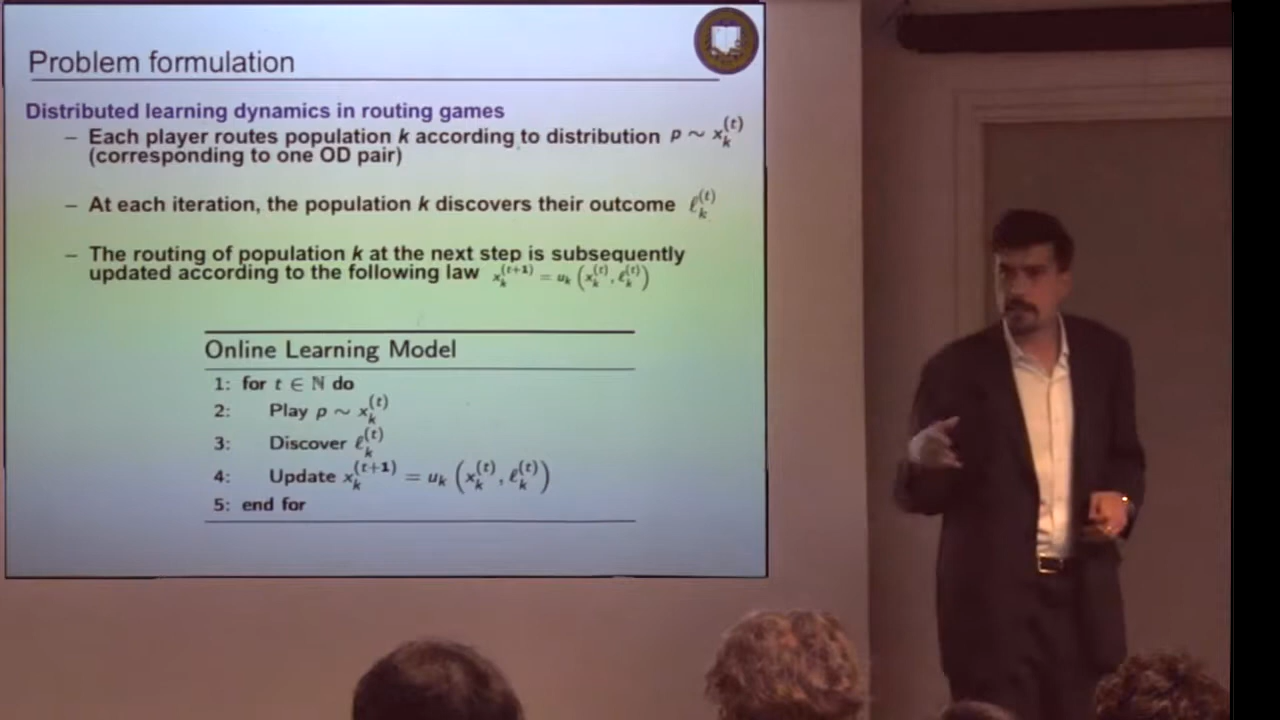 Problem formulation
Distributed learning dynamics in routing games
– Each player routes population k according to distribution p ~ x_k^(t)
(corresponding to one OD pair)
– At each iteration, the population k discovers their outcome ℓ_k^(t)
– The routing of population k at the next step is subsequently
updated according to the following law x_k^(t+1) = u_k (x_k^(t), ℓ_k^(t))
Online Learning Model
1: for t ∈ ℕ do
2: Play p ~ x_k^(t)
3: Discover ℓ_k^(t)
4: Update x_k^(t+1) = u_k (x_k^(t), ℓ_k^(t))
5: end for